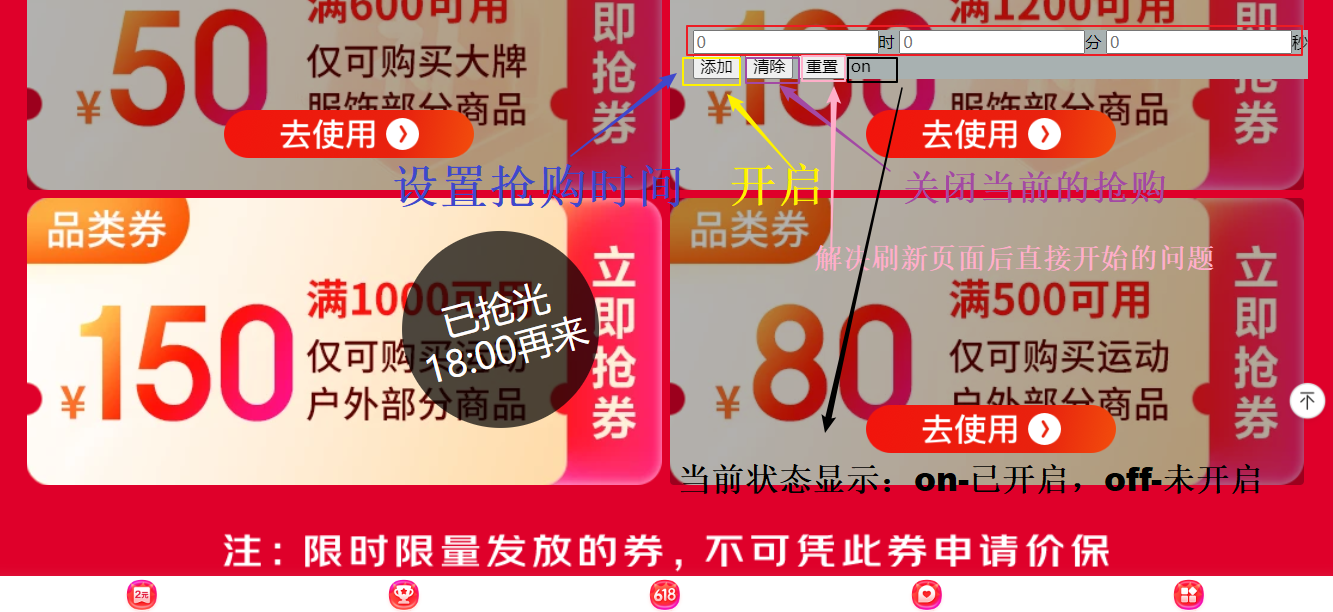 满600可用
50
仅可购买大牌
¥
服饰部分商品
立即抢券
去使用
满1200可用
0 时 0 分 0 秒
添加 清除 重置 on
¥
100
服饰部分商品
即抢券
去使用
设置抢购时间
开启
关闭当前的抢购
解决刷新页面后直接开始的问题
品类券
¥150
满1000可用
仅可购买运动
户外部分商品
立即抢券
已抢光
18:00再来
品类券
¥80
满500可用
仅可购买运动
户外部分商品
立即抢券
去使用
当前状态显示：on-已开启，off-未开启
注：限时限量发放的券，不可凭此券申请价保
2元
618